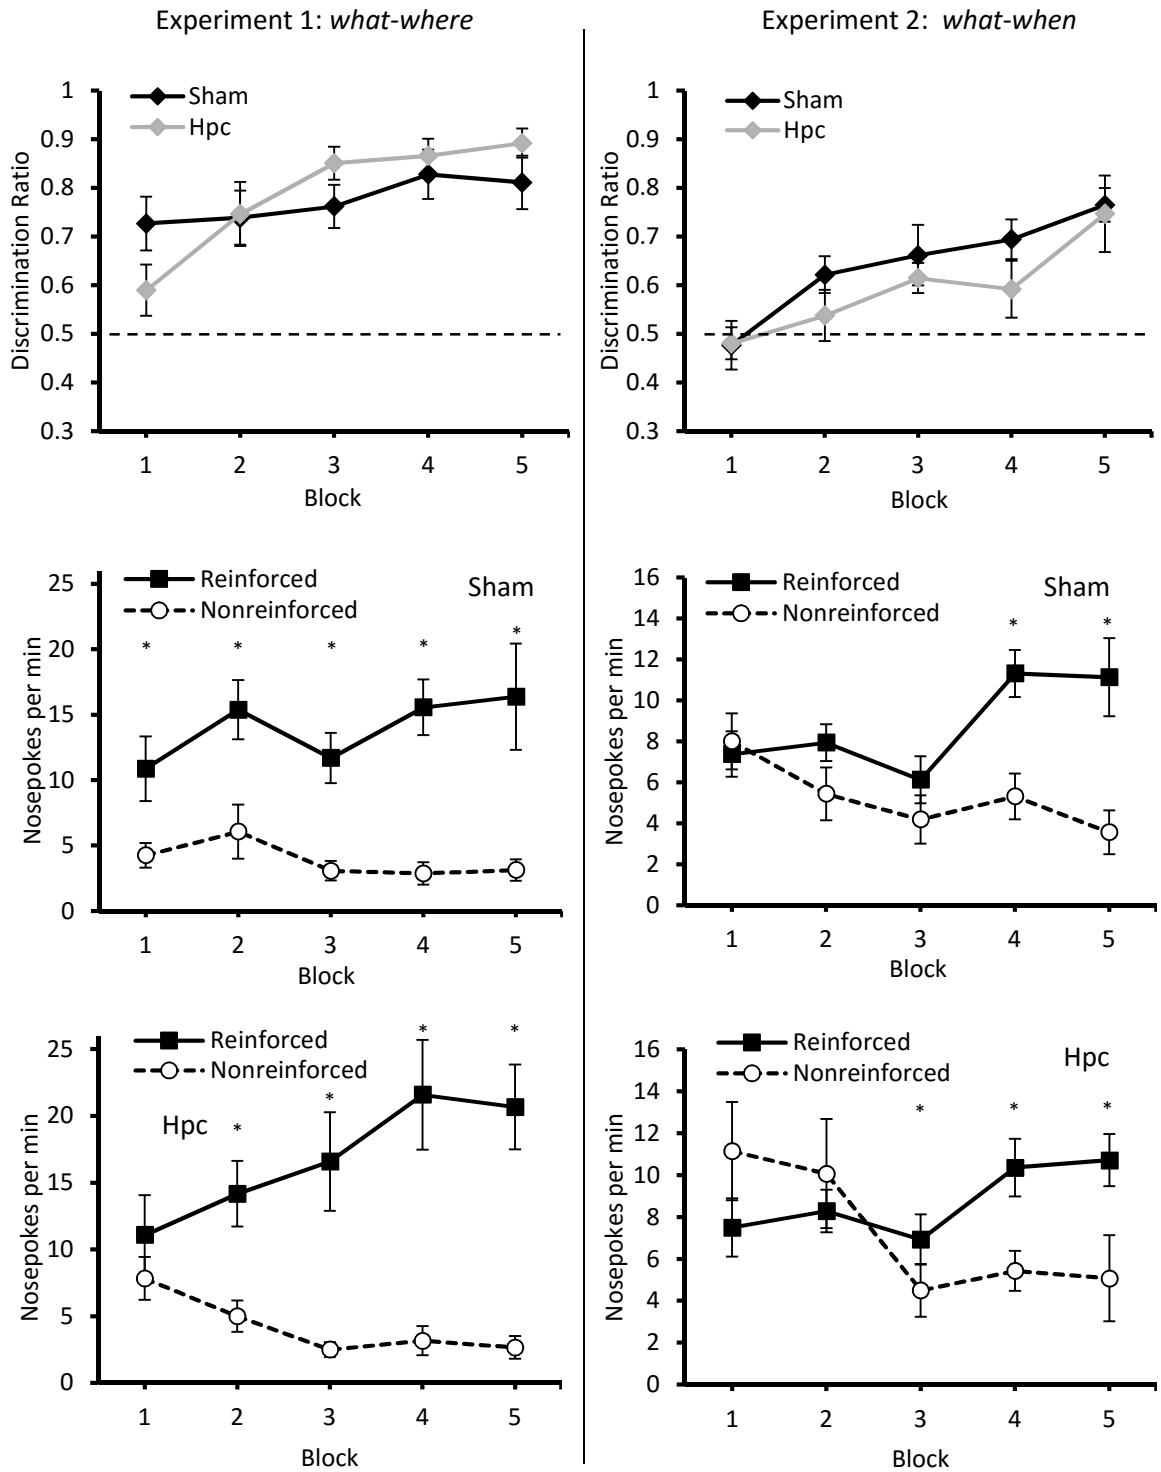 Experiment 1: what-where
Sham
Hpc
Discrimination Ratio
1
0.9
0.8
0.7
0.6
0.5
0.4
0.3
1 2 3 4 5
Block
Experiment 2: what-when
Sham
Hpc
Discrimination Ratio
1
0.9
0.8
0.7
0.6
0.5
0.4
0.3
1 2 3 4 5
Block
Reinforced
Nonreinforced
Sham
Nosepokes per min
25
20
15
10
5
0
* * * * *
1 2 3 4 5
Block
Reinforced
Nonreinforced
Sham
Nosepokes per min
16
14
12
10
8
6
4
2
0
* *
1 2 3 4 5
Block
Reinforced
Nonreinforced
Hpc
Nosepokes per min
25
20
15
10
5
0
* * * *
1 2 3 4 5
Block
Reinforced
Nonreinforced
Hpc
Nosepokes per min
16
14
12
10
8
6
4
2
0
* * *
1 2 3 4 5
Block